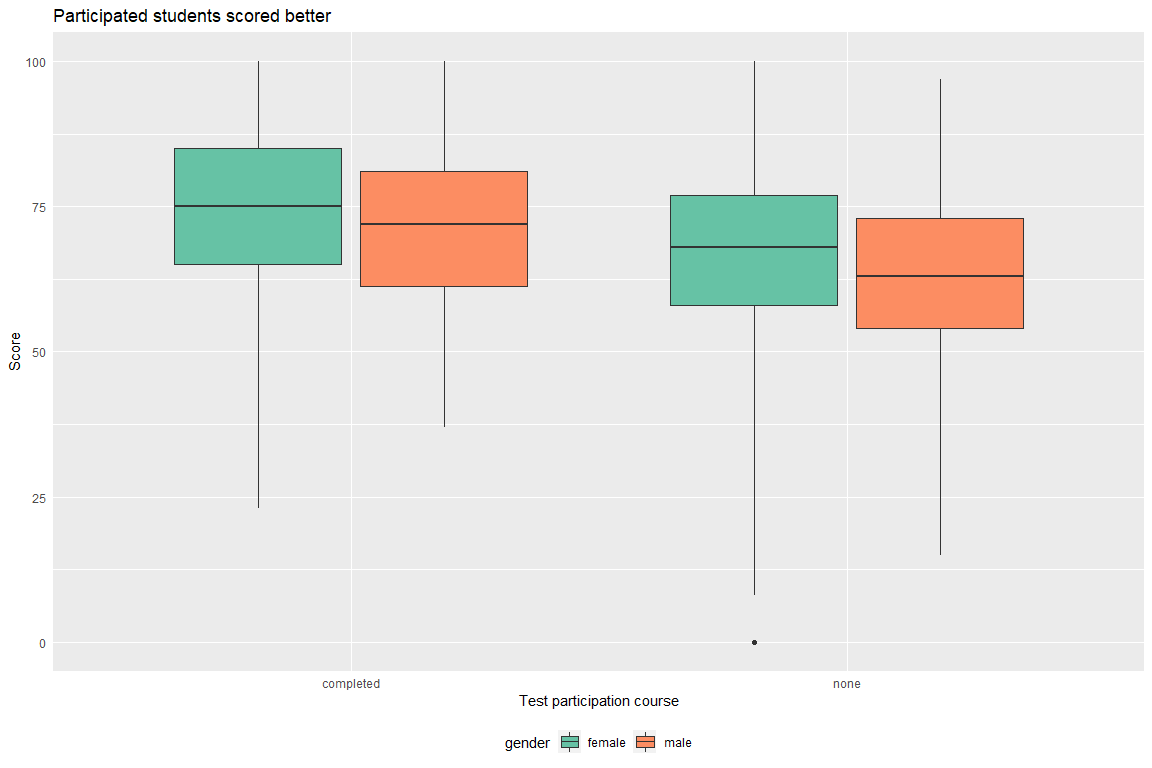 Participated students scored better
100
75
50
25
0
Score
completed none
Test participation course
gender female male